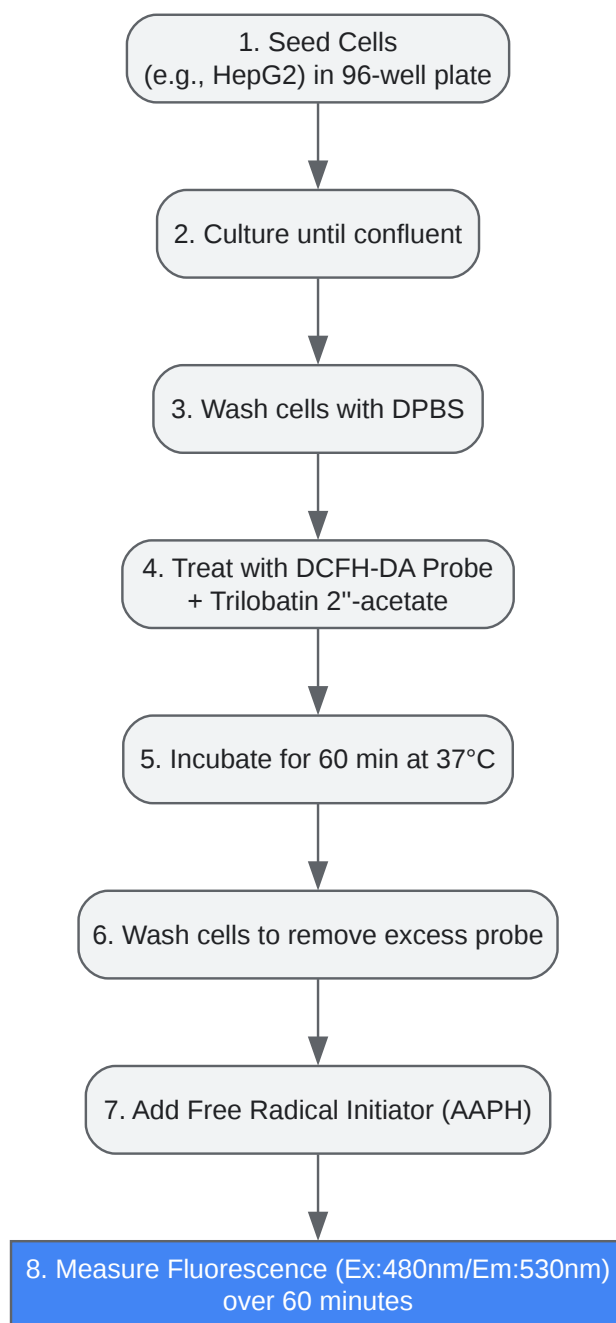 1. Seed Cells
(e.g., HepG2) in 96-well plate
2. Culture until confluent
3. Wash cells with DPBS
4. Treat with DCFH-DA Probe
+ Trilobatin 2"-acetate
5. Incubate for 60 min at 37°C
6. Wash cells to remove excess probe
7. Add Free Radical Initiator (AAPH)
8. Measure Fluorescence (Ex:480nm/Em:530nm)
over 60 minutes